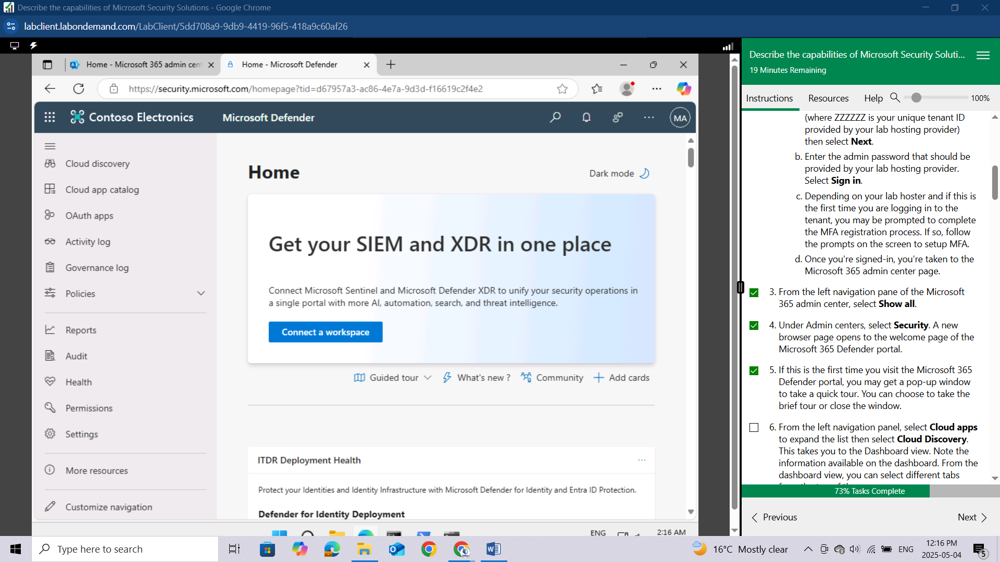 Describe the capabilities of Microsoft Security Solutions - Google Chrome
labclient.labondemand.com/LabClient/5dd708a9-9db9-4419-96f5-418a9c60af26
Home - Microsoft 365 admin cent
Home - Microsoft Defender
https://security.microsoft.com/homepage?tid=d67957a3-ac86-4e7a-9d3d-f16619c2f4e2
Contoso Electronics
Microsoft Defender
MA
Cloud discovery
Cloud app catalog
OAuth apps
Activity log
Governance log
Policies
Reports
Audit
Health
Permissions
Settings
More resources
Customize navigation
Home
Dark mode
Get your SIEM and XDR in one place
Connect Microsoft Sentinel and Microsoft Defender XDR to unify your security operations in
a single portal with more AI, automation, search, and threat intelligence.
Connect a workspace
Guided tour
What's new ?
Community
Add cards
ITDR Deployment Health
Protect your Identities and Identity Infrastructure with Microsoft Defender for Identity and Entra ID Protection.
Defender for Identity Deployment
ENG
2:16 AM
Describe the capabilities of Microsoft Security Soluti...
19 Minutes Remaining
Instructions
Resources
Help
100%
(where ZZZZZZ is your unique tenant ID
provided by your lab hosting provider)
then select Next.
b. Enter the admin password that should be
provided by your lab hosting provider.
Select Sign in.
c. Depending on your lab hoster and if this is
the first time you are logging in to the
tenant, you may be prompted to complete
the MFA registration process. If so, follow
the prompts on the screen to setup MFA.
d. Once you're signed-in, you're taken to the
Microsoft 365 admin center page.
3. From the left navigation pane of the Microsoft
365 admin center, select Show all.
4. Under Admin centers, select Security. A new
browser page opens to the welcome page of the
Microsoft 365 Defender portal.
5. If this is the first time you visit the Microsoft 365
Defender portal, you may get a pop-up window
to take a quick tour. You can choose to take the
brief tour or close the window.
6. From the left navigation panel, select Cloud apps
to expand the list then select Cloud Discovery.
This takes you to the Dashboard view. Note the
information available on the dashboard. From the
dashboard view, you can select different tabs
73% Tasks Complete
Previous
Next
Type here to search
16°C Mostly clear
ENG
12:16 PM
2025-05-04
5